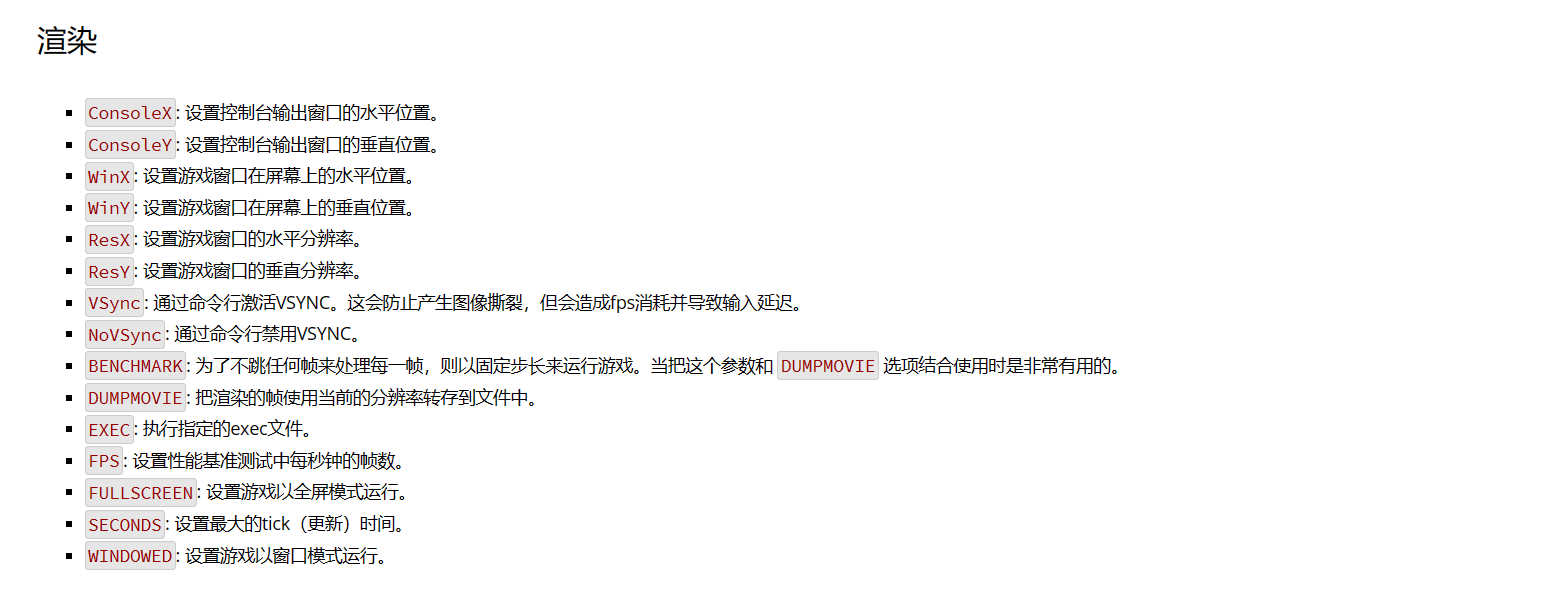 渲染
ConsoleX: 设置控制台输出窗口的水平位置。
ConsoleY: 设置控制台输出窗口的垂直位置。
WinX: 设置游戏窗口在屏幕上的水平位置。
WinY: 设置游戏窗口在屏幕上的垂直位置。
ResX: 设置游戏窗口的水平分辨率。
ResY: 设置游戏窗口的垂直分辨率。
VSync: 通过命令行激活VSYNC。这会防止产生图像撕裂，但会造成fps消耗并导致输入延迟。
NoVSync: 通过命令行禁用VSYNC。
BENCHMARK: 为了不跳任何帧来处理每一帧，则以固定步长来运行游戏。当把这个参数和 DUMPMOVIE 选项结合使用时是非常有用的。
DUMPMOVIE: 把渲染的帧使用当前的分辨率转存到文件中。
EXEC: 执行指定的exec文件。
FPS: 设置性能基准测试中每秒钟的帧数。
FULLSCREEN: 设置游戏以全屏模式运行。
SECONDS: 设置最大的tick（更新）时间。
WINDOWED: 设置游戏以窗口模式运行。